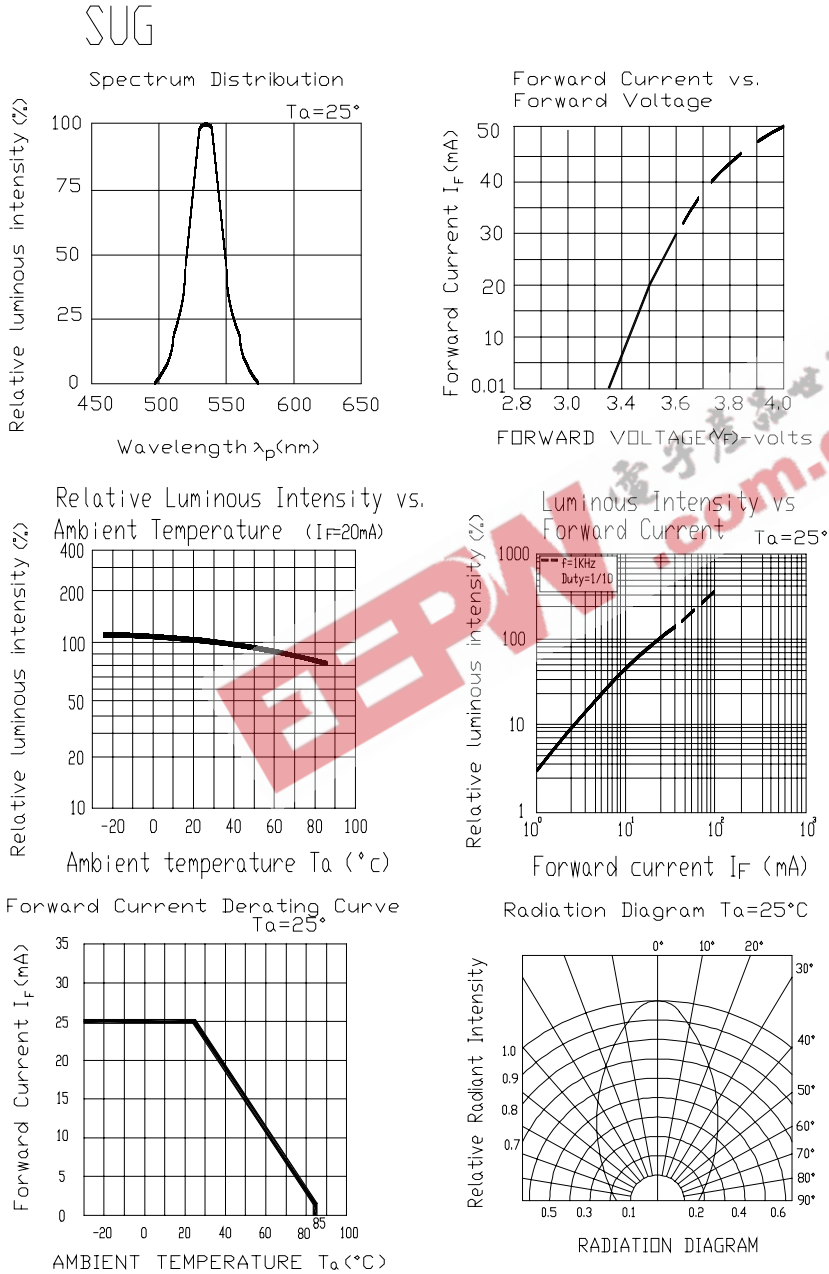 SUG
Spectrum Distribution
Ta=25°
Relative luminous intensity (%)
100
75
50
25
0
450 500 550 600 650
Wavelength λp(nm)
Forward Current vs.
Forward Voltage
Forward Current IF(mA)
50
40
30
20
10
0.01
2.8 3.0 3.2 3.4 3.6 3.8 4.0
FORWARD VOLTAGE(VF)-volts
Relative Luminous Intensity vs.
Ambient Temperature (IF=20mA)
Relative luminous intensity (%)
400
200
100
50
20
10
-20 0 20 40 60 80 100
Ambient temperature Ta (°c)
Luminous Intensity vs
Forward Current
Ta=25°
Relative luminous intensity (%)
f=1KHz
Duty=1/10
1000
100
10
1
10⁰ 10¹ 10² 10³
Forward current IF (mA)
Forward Current Derating Curve
Ta=25°
Forward Current IF(mA)
35
30
25
20
15
10
5
0
-20 0 20 40 60 80 85 100
AMBIENT TEMPERATURE Ta(°C)
Radiation Diagram Ta=25°C
Relative Radiant Intensity
0° 10° 20°
30°
40°
50°
60°
70°
80°
90°
1.0
0.9
0.8
0.7
0.5 0.3 0.1 0.2 0.4 0.6
RADIATION DIAGRAM
EEPW
.com.c
電子產品世